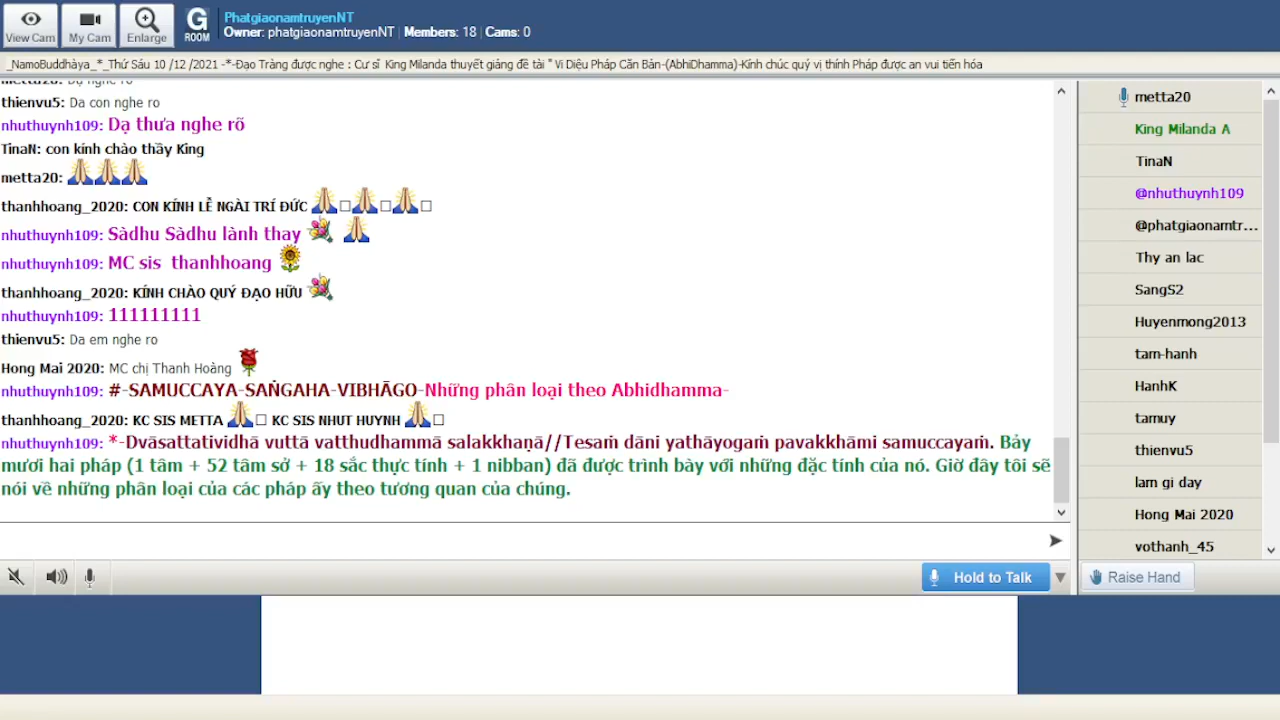 View Cam
My Cam
Enlarge
G
ROOM
PhatgiaonamtruyenNT
Owner: phatgiaonamtruyenNT | Members: 18 | Cams: 0
_NamoBuddhàya_*_Thứ Sáu 10 /12 /2021 -*-Đạo Tràng được nghe : Cư sĩ King Milanda thuyết giảng đề tài " Vi Diệu Pháp Căn Bản-(AbhiDhamma)-Kính chúc quý vị thính Pháp được an vui tiến hóa
metta20: Dạ nghe ro
thienvu5: Da con nghe ro
nhuthuynh109: Dạ thưa nghe rõ
TinaN: con kính chào thầy King
metta20:
thanhhoang_2020: CON KÍNH LỄ NGÀI TRÍ ĐỨC
nhuthuynh109: Sàdhu Sàdhu lành thay
nhuthuynh109: MC sis thanhhoang
thanhhoang_2020: KÍNH CHÀO QUÝ ĐẠO HỮU
nhuthuynh109: 111111111
thienvu5: Da em nghe ro
Hong Mai 2020: MC chị Thanh Hoàng
nhuthuynh109: #-SAMUCCAYA-SAṄGAHA-VIBHĀGO-Những phân loại theo Abhidhamma-
thanhhoang_2020: KC SIS METTA KC SIS NHUT HUYNH
nhuthuynh109: *-Dvāsattatividhā vuttā vatthudhammā salakkhaṇā//Tesaṁ dāni yathāyogaṁ pavakkhāmi samuccayaṁ. Bảy
mươi hai pháp (1 tâm + 52 tâm sở + 18 sắc thực tính + 1 nibban) đã được trình bày với những đặc tính của nó. Giờ đây tôi sẽ
nói về những phân loại của các pháp ấy theo tương quan của chúng.
Hold to Talk
metta20
King Milanda A
TinaN
@nhuthuynh109
@phatgiaonamtr...
Thy an lac
SangS2
Huyenmong2013
tam-hanh
HanhK
tamuy
thienvu5
lam gi day
Hong Mai 2020
vothanh_45
Raise Hand